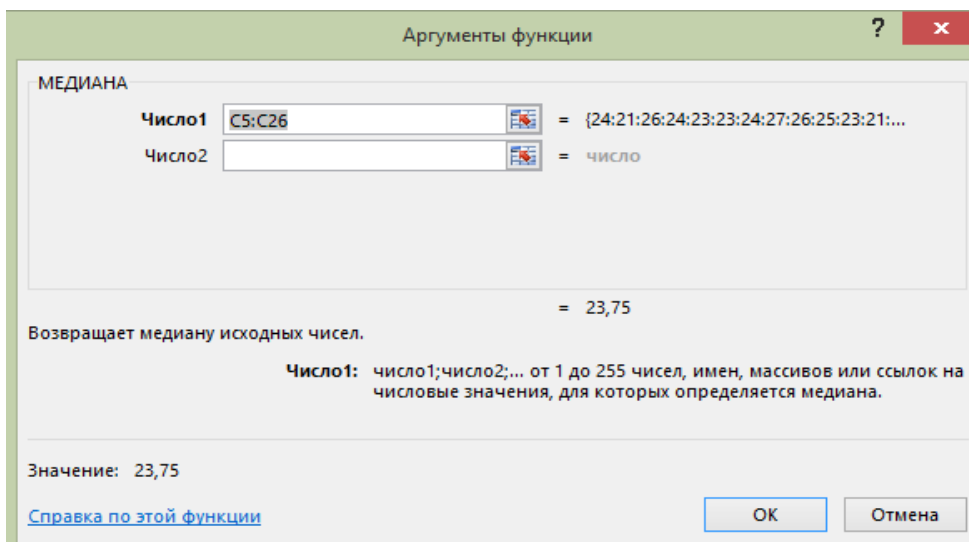 Аргументы функции ? x
МЕДИАНА
Число1 C5:C26 = {24:21:26:24:23:23:24:27:26:25:23:21:...
Число2 = число
= 23,75
Возвращает медиану исходных чисел.
Число1: число1;число2;... от 1 до 255 чисел, имен, массивов или ссылок на
числовые значения, для которых определяется медиана.
Значение: 23,75
Справка по этой функции ОК Отмена